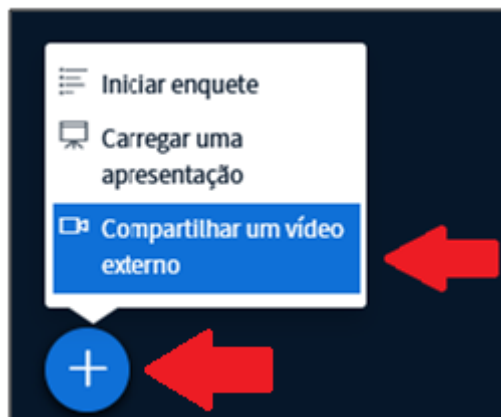 Iniciar enquete
Carregar uma
apresentação
Compartilhar um vídeo
externo